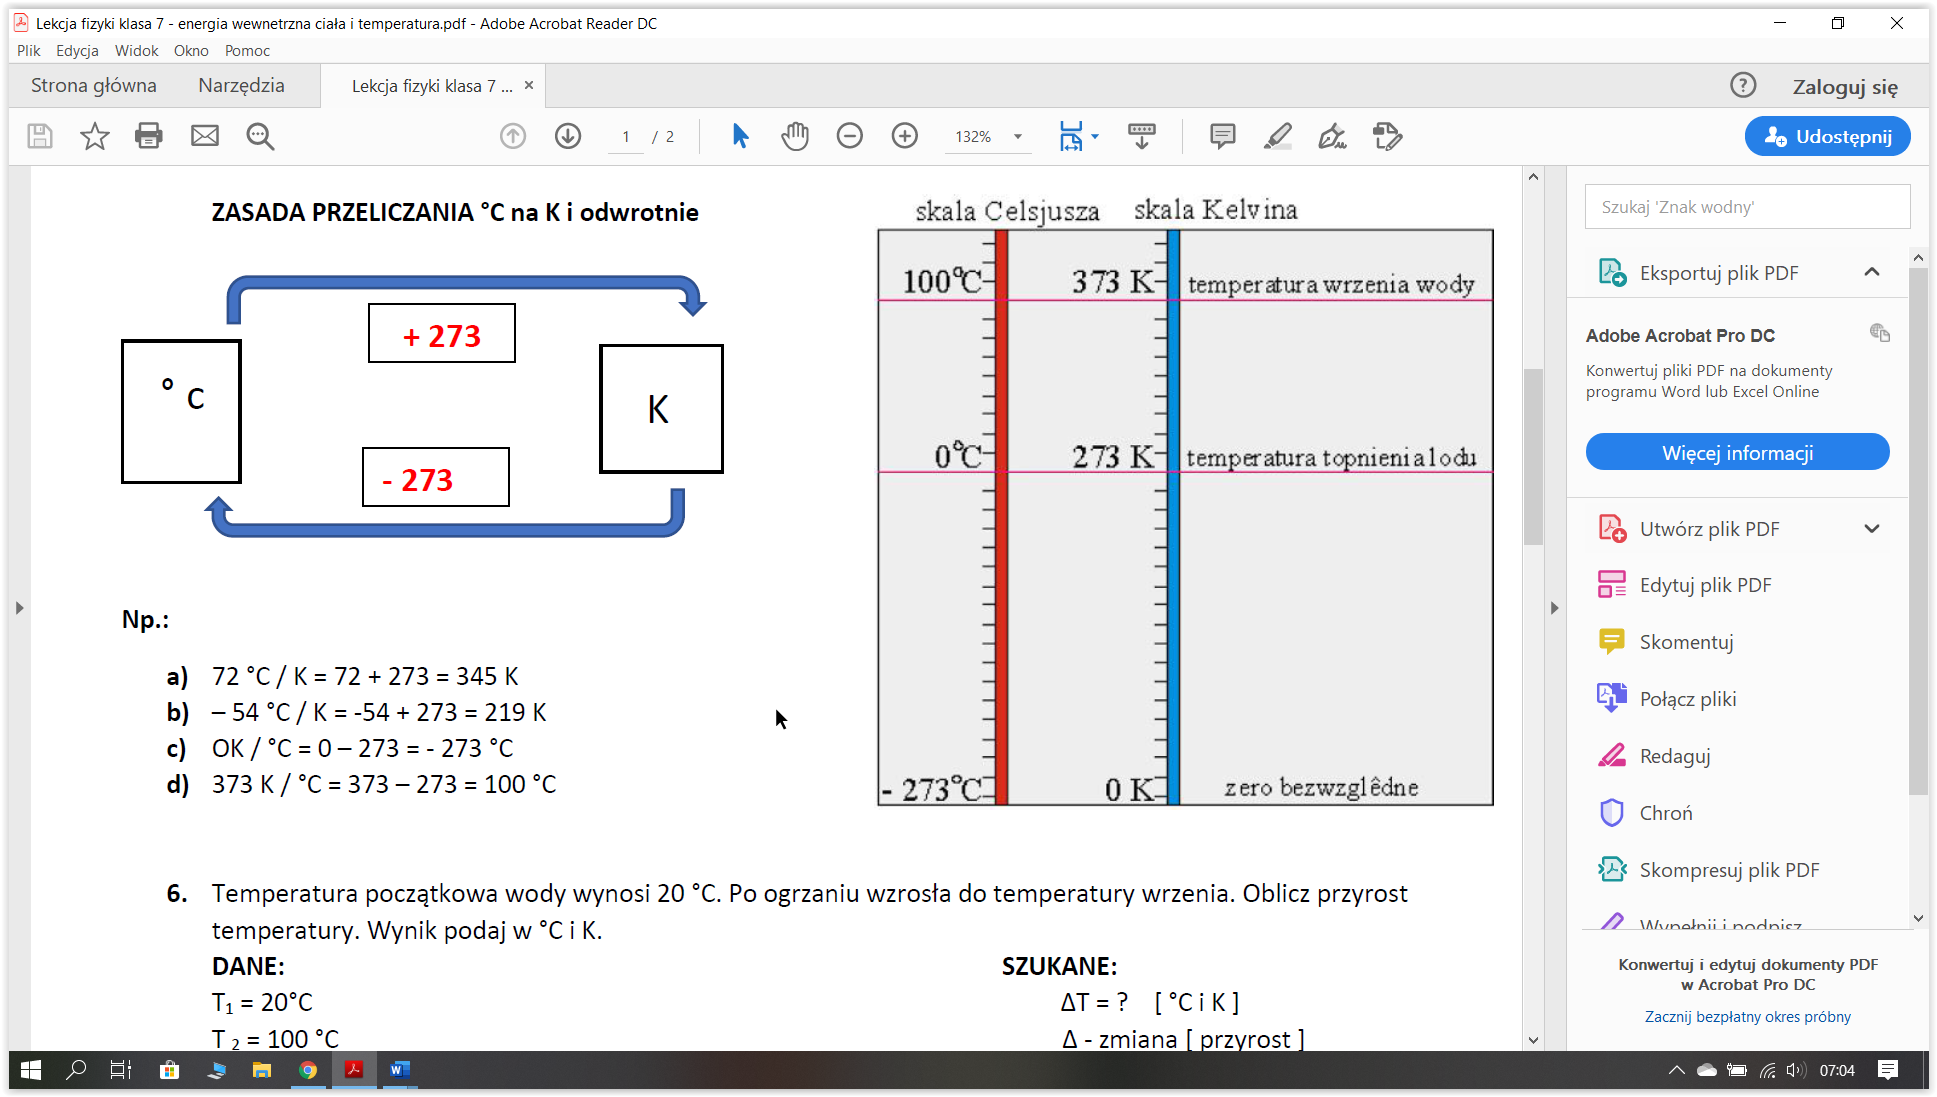 Lekcja fizyki klasa 7 - energia wewnetrzna ciała i temperatura.pdf - Adobe Acrobat Reader DC
Plik Edycja Widok Okno Pomoc
Strona główna Narzędzia Lekcja fizyki klasa 7 ... × Zaloguj się
1 / 2 132% Udostępnij
ZASADA PRZELICZANIA °C na K i odwrotnie
+ 273
° C
K
- 273
Np.:
a) 72 °C / K = 72 + 273 = 345 K
b) – 54 °C / K = -54 + 273 = 219 K
c) OK / °C = 0 – 273 = - 273 °C
d) 373 K / °C = 373 – 273 = 100 °C
skala Celsjusza skala Kelvina
100°C 373 K temperatura wrzenia wody
0°C 273 K temperatura topnienia lodu
- 273°C 0 K zero bezwzglêdne
6. Temperatura początkowa wody wynosi 20 °C. Po ogrzaniu wzrosła do temperatury wrzenia. Oblicz przyrost
temperatury. Wynik podaj w °C i K.
DANE: SZUKANE:
T1 = 20°C ΔT = ? [ °C i K ]
T 2 = 100 °C Δ - zmiana [ przyrost ]
Szukaj 'Znak wodny'
Eksportuj plik PDF
Adobe Acrobat Pro DC
Konwertuj pliki PDF na dokumenty
programu Word lub Excel Online
Więcej informacji
Utwórz plik PDF
Edytuj plik PDF
Skomentuj
Połącz pliki
Redaguj
Chroń
Skompresuj plik PDF
Wypełnij i podpisz
Konwertuj i edytuj dokumenty PDF
w Acrobat Pro DC
Zacznij bezpłatny okres próbny
07:04